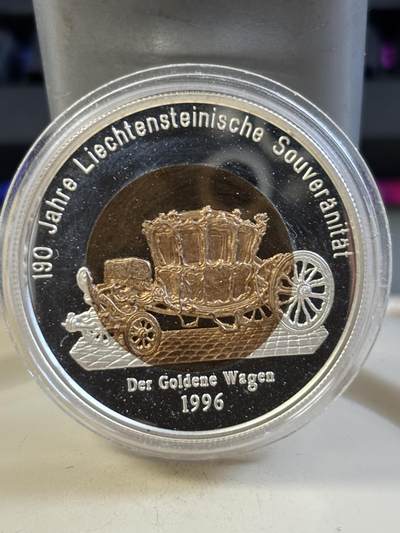 190 Jahre Liechtensteinische Souveränität
Der Goldene Wagen
1996